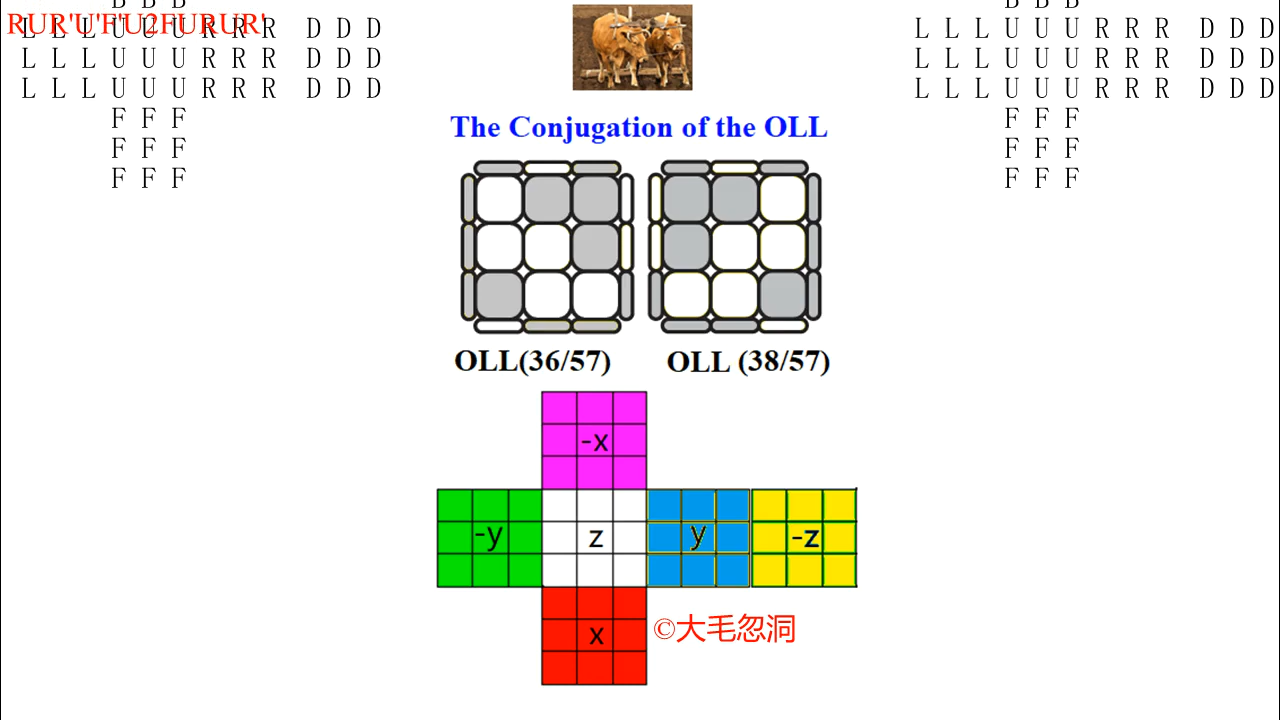 B B B B B B
RUR'U'F'U2FURUR'
L L L U U U R R R D D D L L L U U U R R R D D D
L L L U U U R R R D D D L L L U U U R R R D D D
L L L U U U R R R D D D L L L U U U R R R D D D
F F F F F F
F F F F F F
F F F F F F
The Conjugation of the OLL
OLL(36/57) OLL (38/57)
-x
-y z y -z
x
©大毛忽洞